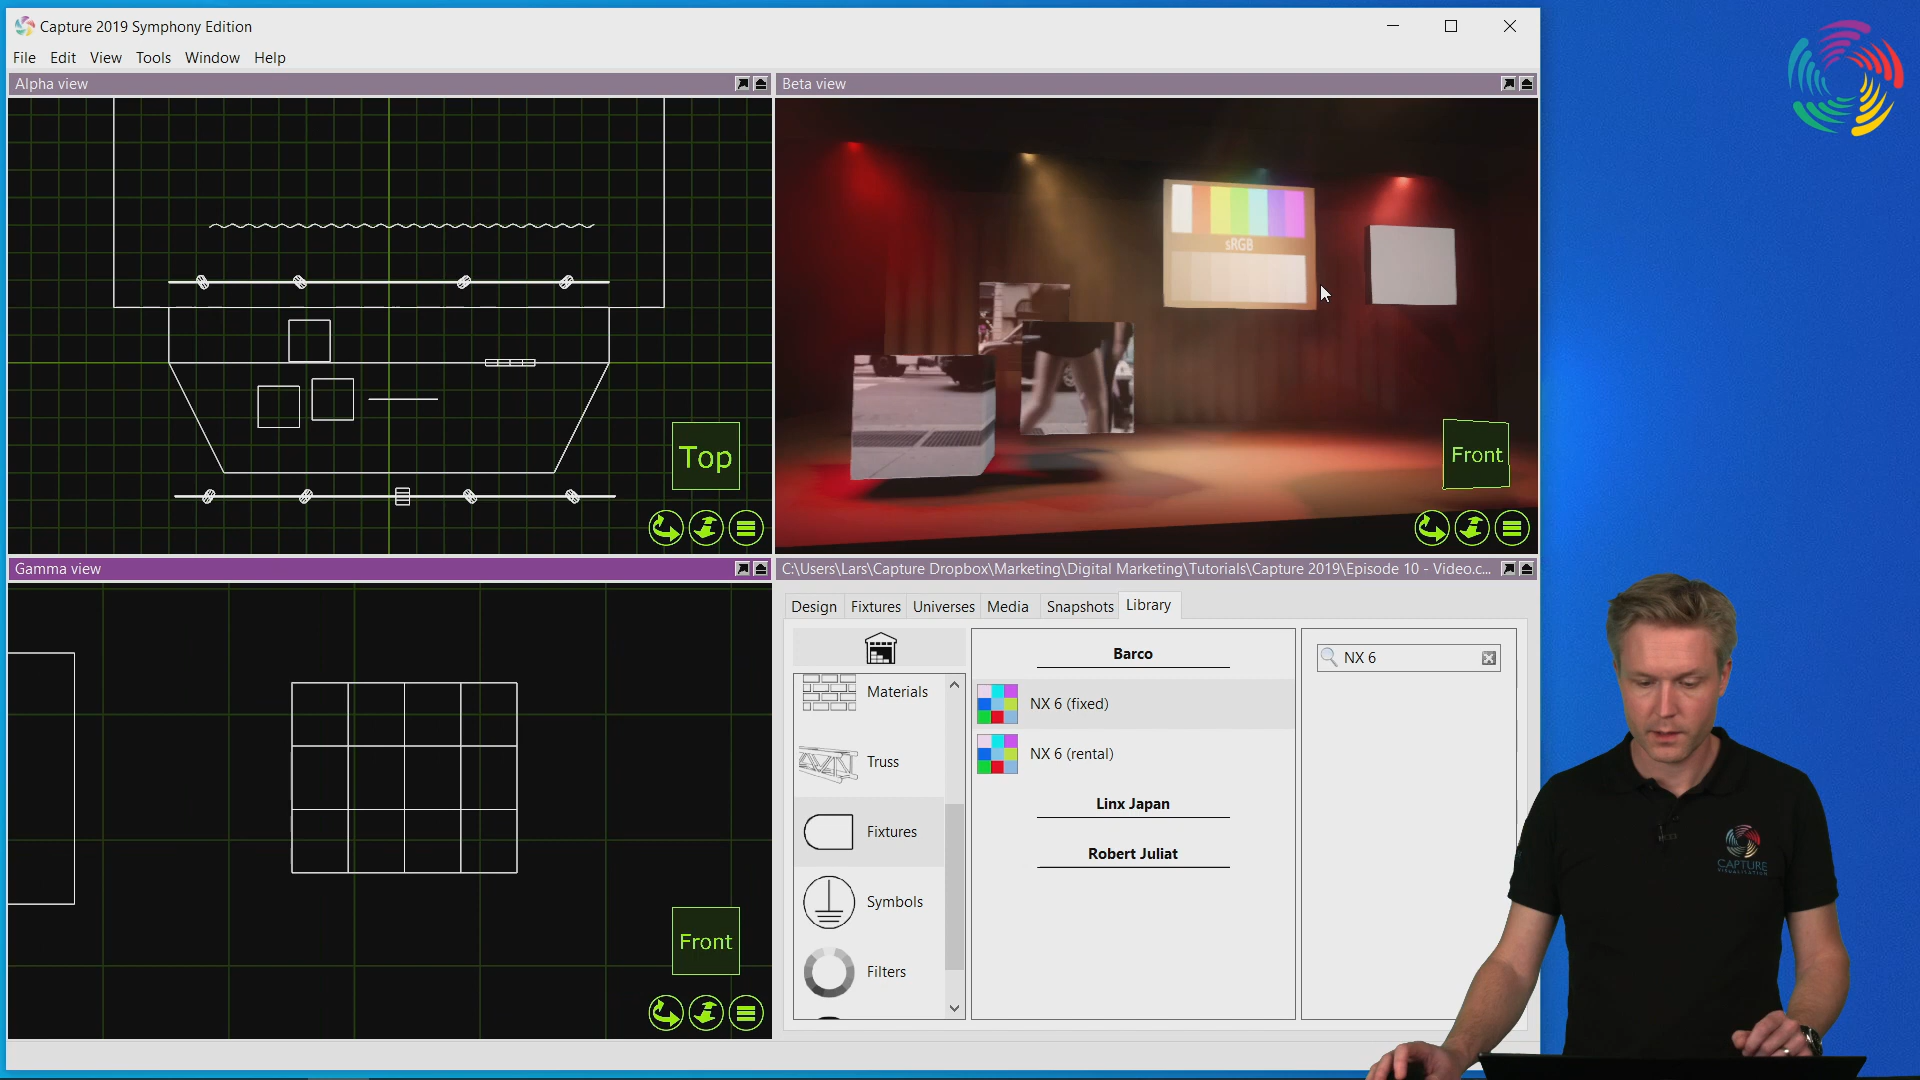 Capture 2019 Symphony Edition
File Edit View Tools Window Help
Alpha view
Beta view
sRGB
Top
Front
Gamma view
C:\Users\Lars\Capture Dropbox\Marketing\Digital Marketing\Tutorials\Capture 2019\Episode 10 - Video.c...
Design Fixtures Universes Media Snapshots Library
Materials
Truss
Fixtures
Symbols
Filters
Barco
NX 6 (fixed)
NX 6 (rental)
Linx Japan
Robert Juliat
NX 6
Front
CAPTURE
VISUALISATION